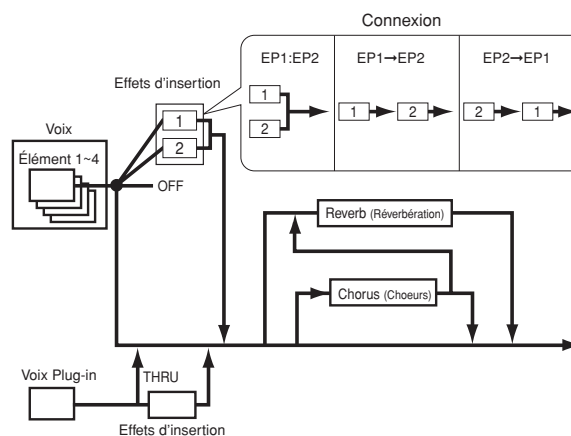 Connexion
EP1:EP2
EP1→EP2
EP2→EP1
1
2
1
2
2
1
Effets d'insertion
1
2
Voix
Élément 1~4
OFF
Reverb (Réverbération)
Chorus (Choeurs)
Voix Plug-in
THRU
Effets d'insertion